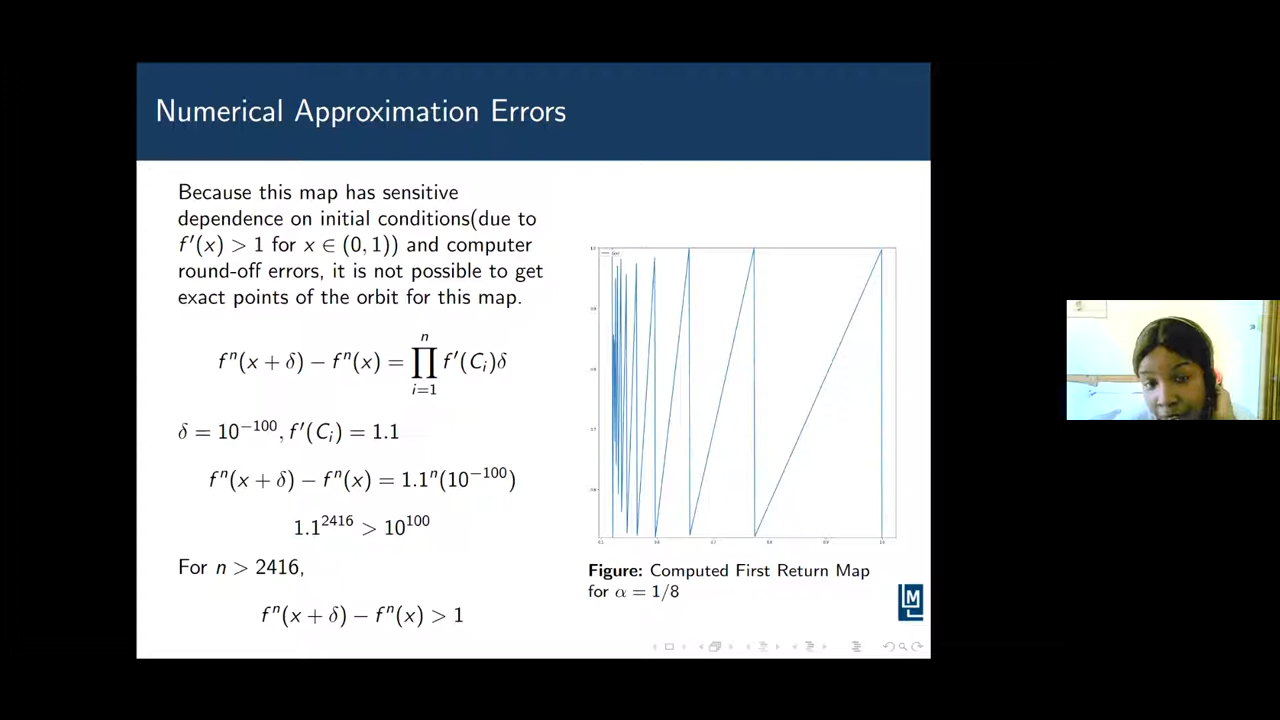 Numerical Approximation Errors
Because this map has sensitive
dependence on initial conditions(due to
f′(x) > 1 for x ∈ (0, 1)) and computer
round-off errors, it is not possible to get
exact points of the orbit for this map.
fⁿ(x + δ) − fⁿ(x) = ∏ⁿᵢ₌₁ f′(Cᵢ)δ
δ = 10⁻¹⁰⁰, f′(Cᵢ) = 1.1
fⁿ(x + δ) − fⁿ(x) = 1.1ⁿ(10⁻¹⁰⁰)
1.1²⁴¹⁶ > 10¹⁰⁰
For n > 2416,
fⁿ(x + δ) − fⁿ(x) > 1
Figure: Computed First Return Map
for α = 1/8